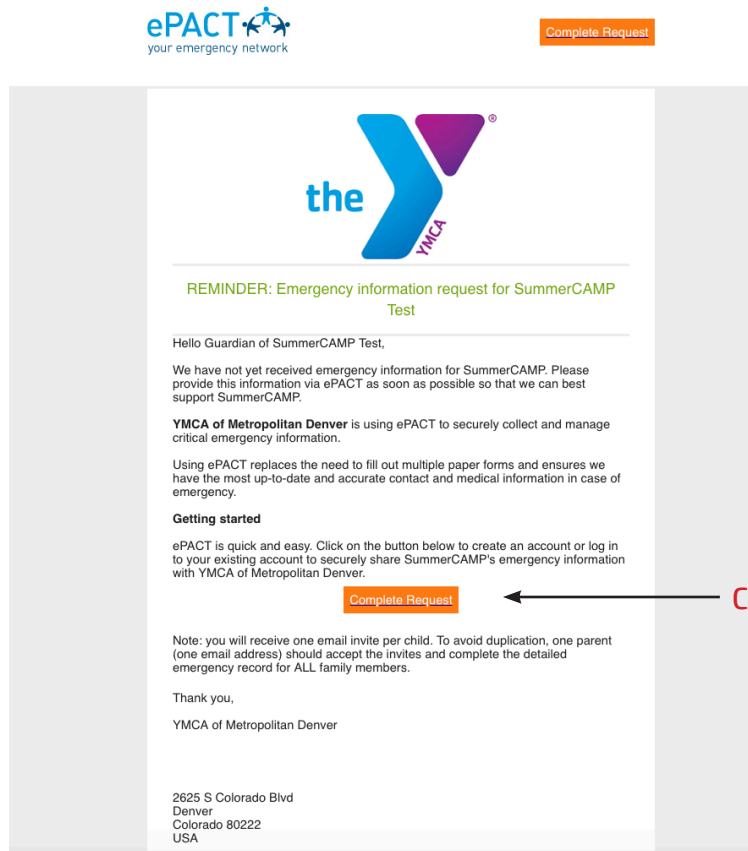 ePACT
your emergency network
Complete Request
the
YMCA
®
REMINDER: Emergency information request for SummerCAMP
Test
Hello Guardian of SummerCAMP Test,
We have not yet received emergency information for SummerCAMP. Please
provide this information via ePACT as soon as possible so that we can best
support SummerCAMP.
YMCA of Metropolitan Denver is using ePACT to securely collect and manage
critical emergency information.
Using ePACT replaces the need to fill out multiple paper forms and ensures we
have the most up-to-date and accurate contact and medical information in case of
emergency.
Getting started
ePACT is quick and easy. Click on the button below to create an account or log in
to your existing account to securely share SummerCAMP's emergency information
with YMCA of Metropolitan Denver.
Complete Request
C
Note: you will receive one email invite per child. To avoid duplication, one parent
(one email address) should accept the invites and complete the detailed
emergency record for ALL family members.
Thank you,
YMCA of Metropolitan Denver
2625 S Colorado Blvd
Denver
Colorado 80222
USA